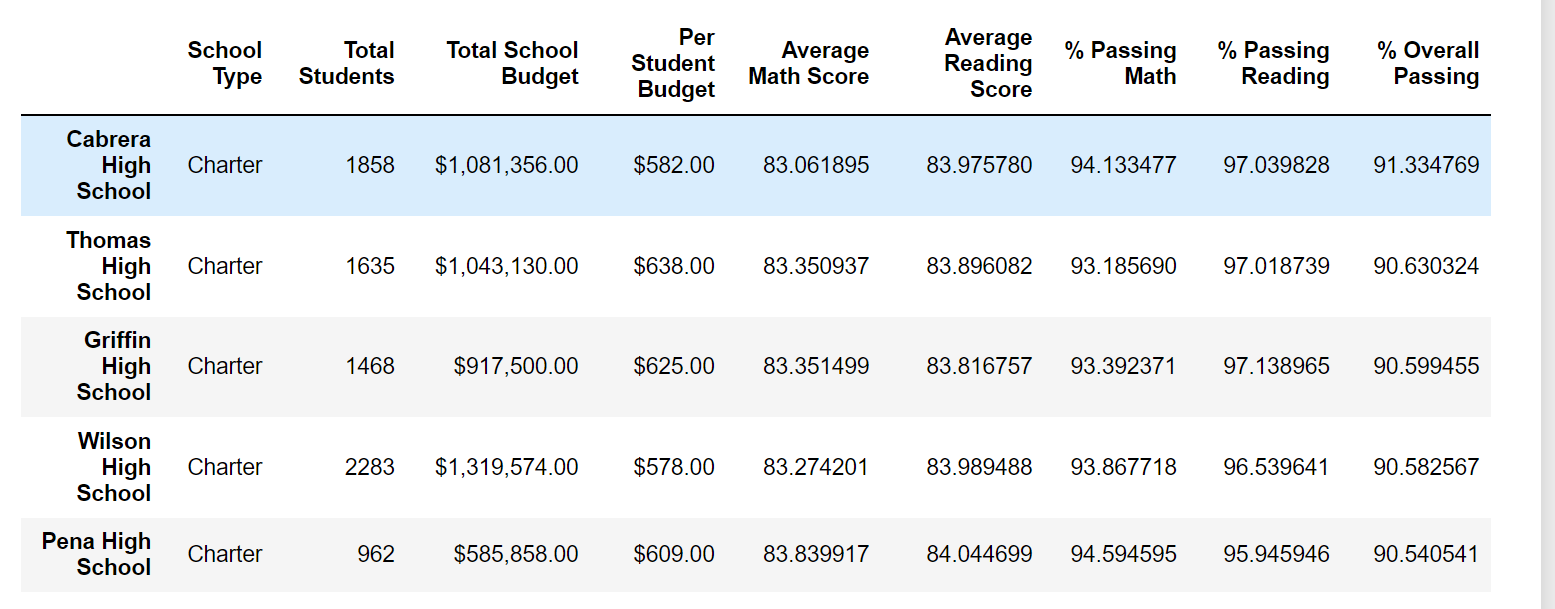 School Type Total Students Total School Budget Per Student Budget Average Math Score Average Reading Score % Passing Math % Passing Reading % Overall Passing
Cabrera High School Charter 1858 $1,081,356.00 $582.00 83.061895 83.975780 94.133477 97.039828 91.334769
Thomas High School Charter 1635 $1,043,130.00 $638.00 83.350937 83.896082 93.185690 97.018739 90.630324
Griffin High School Charter 1468 $917,500.00 $625.00 83.351499 83.816757 93.392371 97.138965 90.599455
Wilson High School Charter 2283 $1,319,574.00 $578.00 83.274201 83.989488 93.867718 96.539641 90.582567
Pena High School Charter 962 $585,858.00 $609.00 83.839917 84.044699 94.594595 95.945946 90.540541